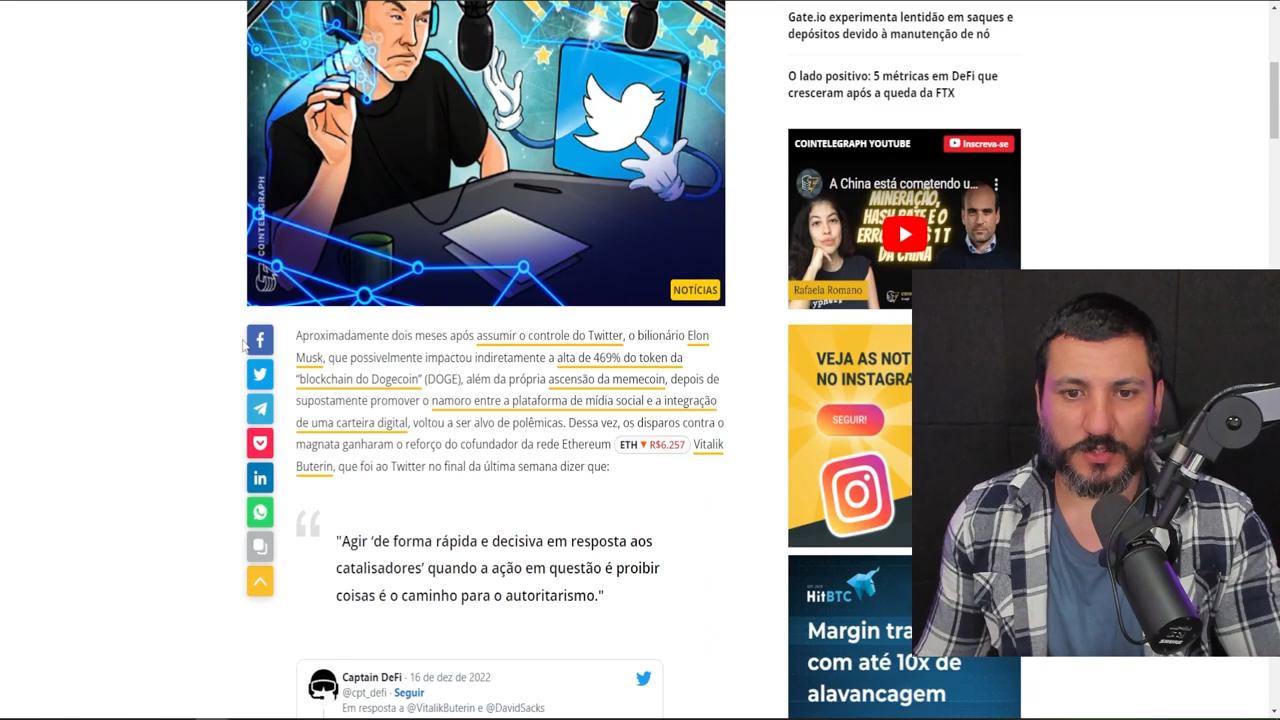 COINTELEGRAPH
NOTÍCIAS
Aproximadamente dois meses após assumir o controle do Twitter, o bilionário Elon
Musk, que possivelmente impactou indiretamente a alta de 469% do token da
“blockchain do Dogecoin” (DOGE), além da própria ascensão da memecoin, depois de
supostamente promover o namoro entre a plataforma de mídia social e a integração
de uma carteira digital, voltou a ser alvo de polêmicas. Dessa vez, os disparos contra o
magnata ganharam o reforço do cofundador da rede Ethereum ETH ▼ R$6.257 Vitalik
Buterin, que foi ao Twitter no final da última semana dizer que:
"Agir ‘de forma rápida e decisiva em resposta aos
catalisadores’ quando a ação em questão é proibir
coisas é o caminho para o autoritarismo."
Captain DeFi · 16 de dez de 2022
@cpt_defi · Seguir
Em resposta a @VitalikButerin e @DavidSacks
Gate.io experimenta lentidão em saques e
depósitos devido à manutenção de nó
O lado positivo: 5 métricas em DeFi que
cresceram após a queda da FTX
COINTELEGRAPH YOUTUBE
Inscreva-se
A China está cometendo u...
MINERAÇÃO,
HASH RATE E O
DA CHINA
Rafaela Romano
VEJA AS NOT
NO INSTAGRA
SEGUIR!
HitBTC
Margin tra
com até 10x de
alavancagem
SHURE